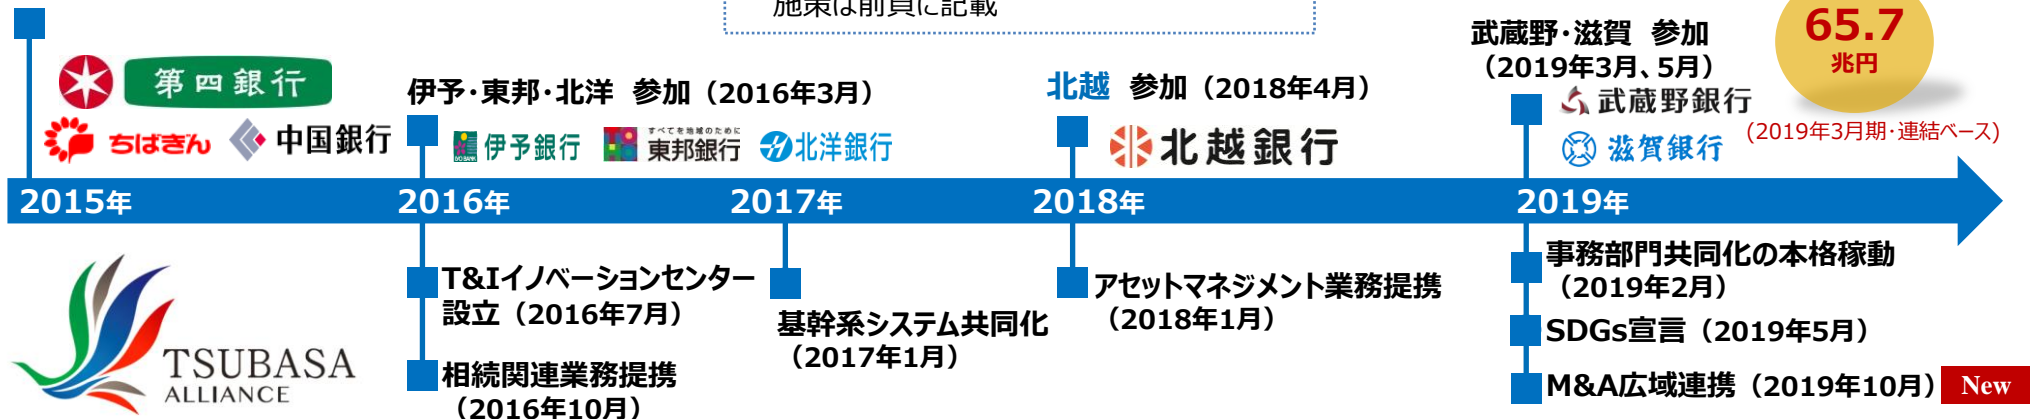 施策は前頁に記載
65.7
兆円
(2019年3月期・連結ベース)
第四銀行
ちばぎん
中国銀行
伊予・東邦・北洋 参加（2016年3月）
伊予銀行
すべてを地域のために
東邦銀行
北洋銀行
北越 参加（2018年4月）
北越銀行
武蔵野・滋賀 参加
（2019年3月、5月）
武蔵野銀行
滋賀銀行
2015年
2016年
2017年
2018年
2019年
TSUBASA
ALLIANCE
T&Iイノベーションセンター
設立（2016年7月）
相続関連業務提携
（2016年10月）
基幹系システム共同化
（2017年1月）
アセットマネジメント業務提携
（2018年1月）
事務部門共同化の本格稼動
（2019年2月）
SDGs宣言（2019年5月）
M&A広域連携（2019年10月） New